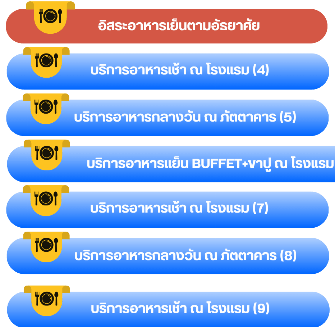 อิสระอาหารเย็นตามอัธยาศัย
บริการอาหารเช้า ณ โรงแรม (4)
บริการอาหารกลางวัน ณ ภัตตาคาร (5)
บริการอาหารเย็น BUFFET+ขาปู ณ โรงแรม
บริการอาหารเช้า ณ โรงแรม (7)
บริการอาหารกลางวัน ณ ภัตตาคาร (8)
บริการอาหารเช้า ณ โรงแรม (9)